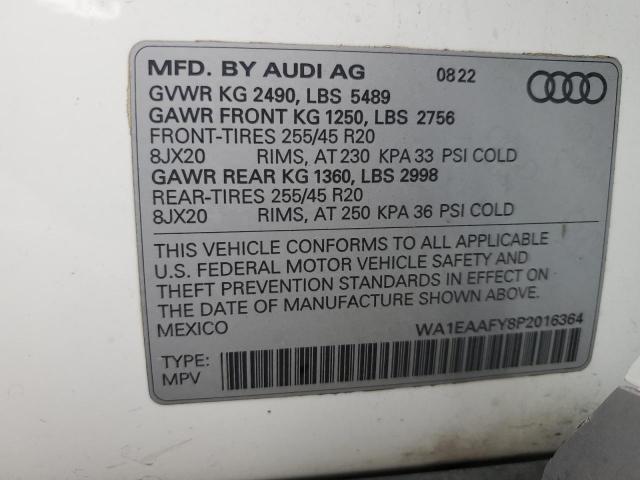 MFD. BY AUDI AG 0822
GVWR KG 2490, LBS 5489
GAWR FRONT KG 1250, LBS 2756
FRONT-TIRES 255/45 R20
8JX20 RIMS, AT 230 KPA 33 PSI COLD
GAWR REAR KG 1360, LBS 2998
REAR-TIRES 255/45 R20
8JX20 RIMS, AT 250 KPA 36 PSI COLD
THIS VEHICLE CONFORMS TO ALL APPLICABLE
U.S. FEDERAL MOTOR VEHICLE SAFETY AND
THEFT PREVENTION STANDARDS IN EFFECT ON
THE DATE OF MANUFACTURE SHOWN ABOVE.
MEXICO WA1EAAFY8P2016364
TYPE:
MPV